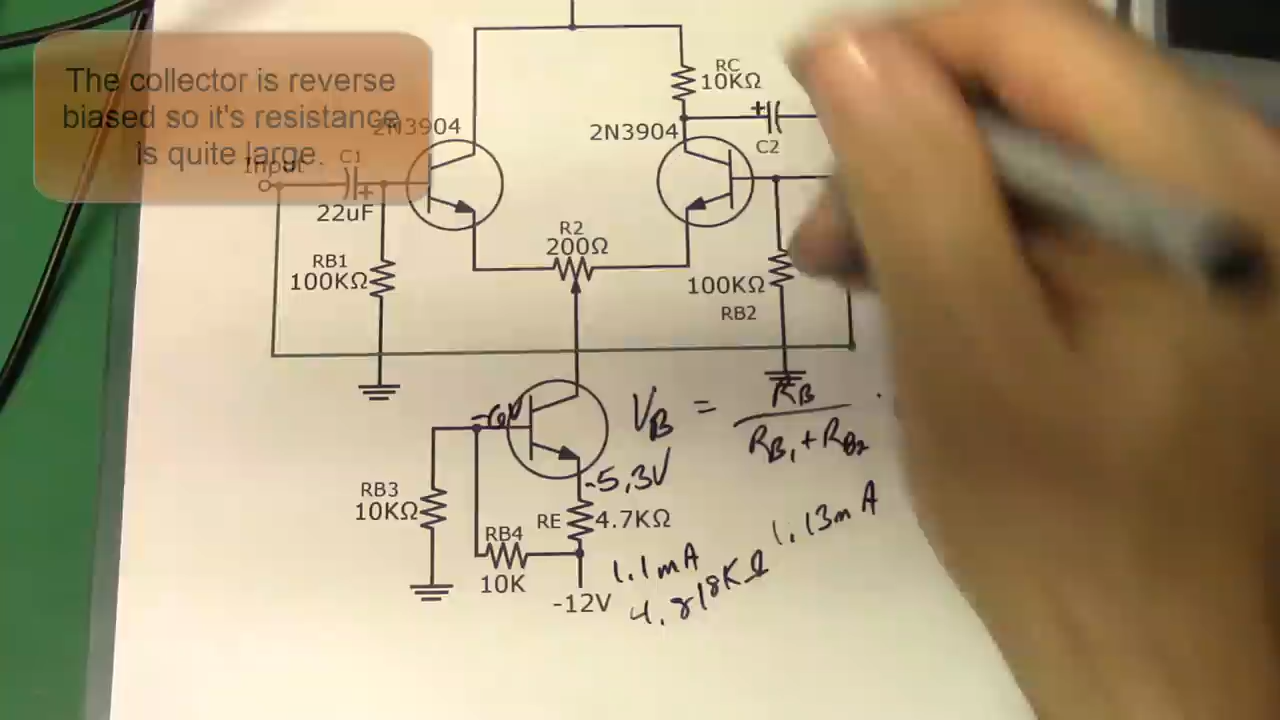 The collector is reverse
biased so it's resistance
is quite large.
2N3904
Input
C1
+
22uF
RB1
100KΩ
RC
10KΩ
+
2N3904
C2
R2
200Ω
100KΩ
RB2
-6V
VB = RB / RB1 + RB2
-5.3V
RB3
10KΩ
RE
4.7KΩ
RB4
10K
-12V
1.1mA
1.13mA
4.818KΩ